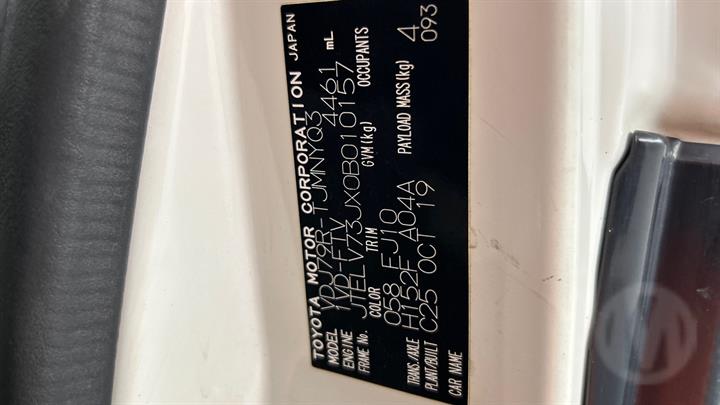 TOYOTA MOTOR CORPORATION JAPAN
MODEL VDJ79R-TJMNYQ3
ENGINE 1VD-FTV 4461 mL
FRAME No. JTELV73JX0B010157
COLOR TRIM GVM(kg) OCCUPANTS
058 FJ10 4
TRANS./AXLE H152F A04A PAYLOAD MASS(kg) 093
PLANT/BUILT C25 OCT 19
CAR NAME